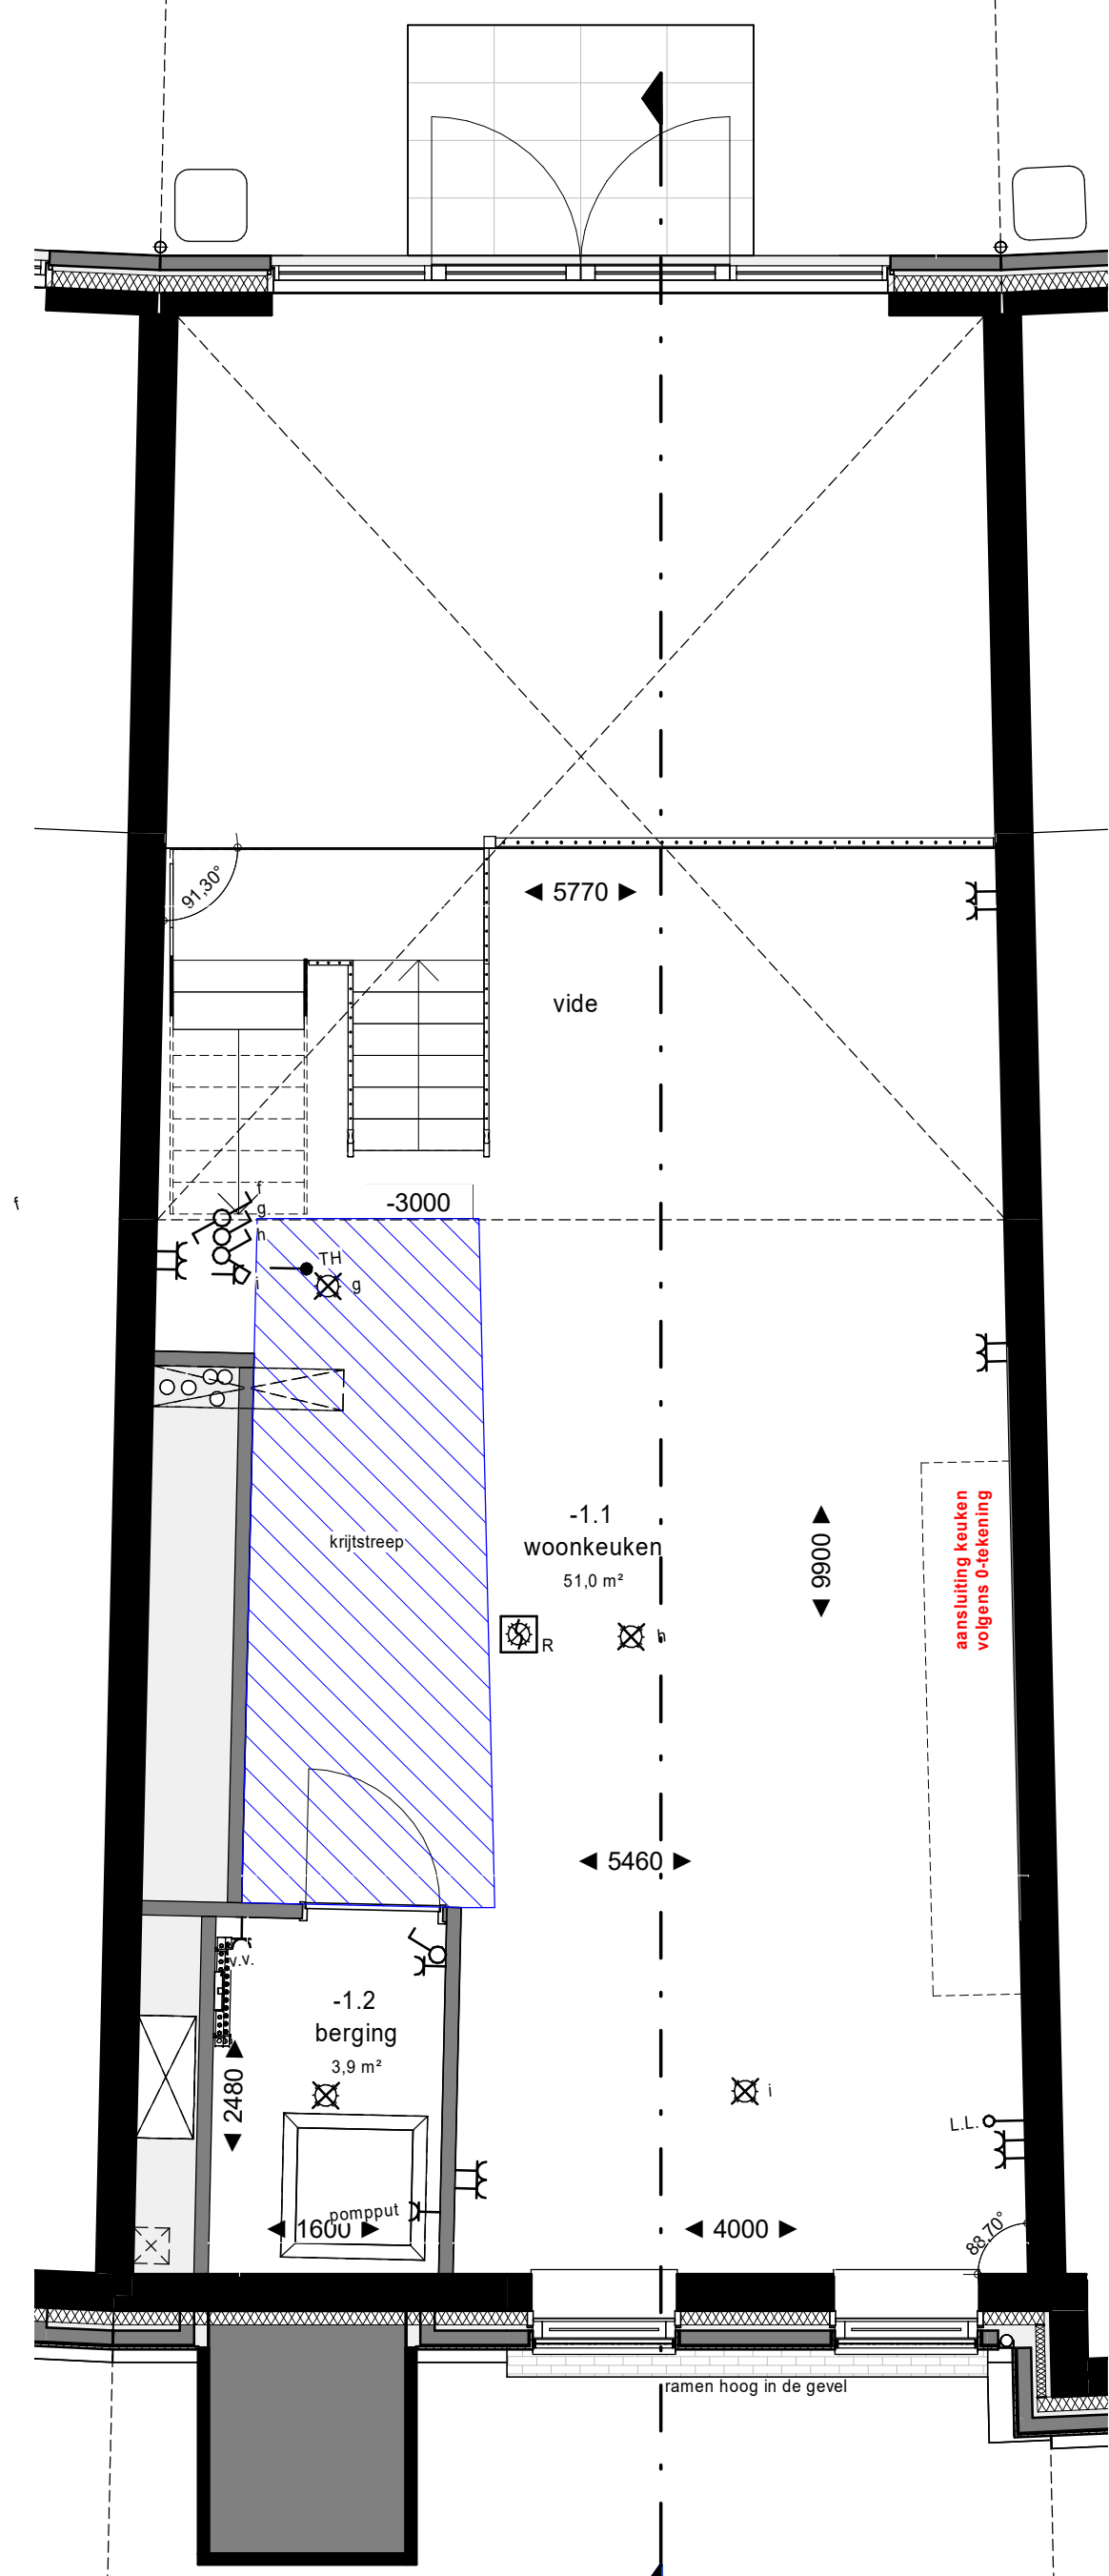 91,30°
5770
vide
f
-3000
f
g
h
i
TH
g
aansluiting keuken
volgens 0-tekening
-1.1
woonkeuken
51,0 m²
9900
krijtstreep
R
h
5460
v.v.
-1.2
berging
3,9 m²
2480
i
L.L.
pompput
1600
4000
88,70°
ramen hoog in de gevel